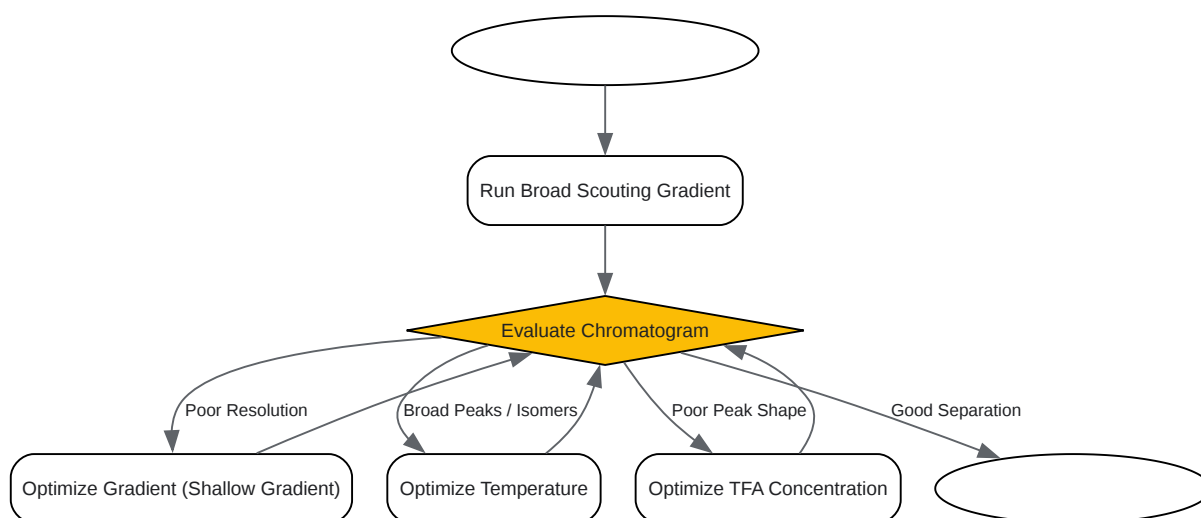 Run Broad Scouting Gradient
Evaluate Chromatogram
Poor Resolution
Broad Peaks / Isomers
Poor Peak Shape
Good Separation
Optimize Gradient (Shallow Gradient)
Optimize Temperature
Optimize TFA Concentration